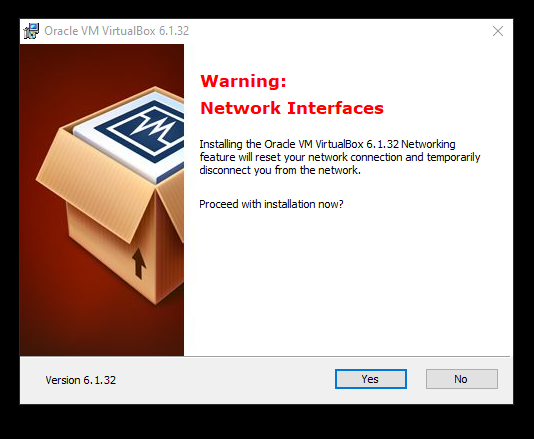 Oracle VM VirtualBox 6.1.32
Warning:
Network Interfaces
Installing the Oracle VM VirtualBox 6.1.32 Networking
feature will reset your network connection and temporarily
disconnect you from the network.
Proceed with installation now?
Version 6.1.32
Yes
No